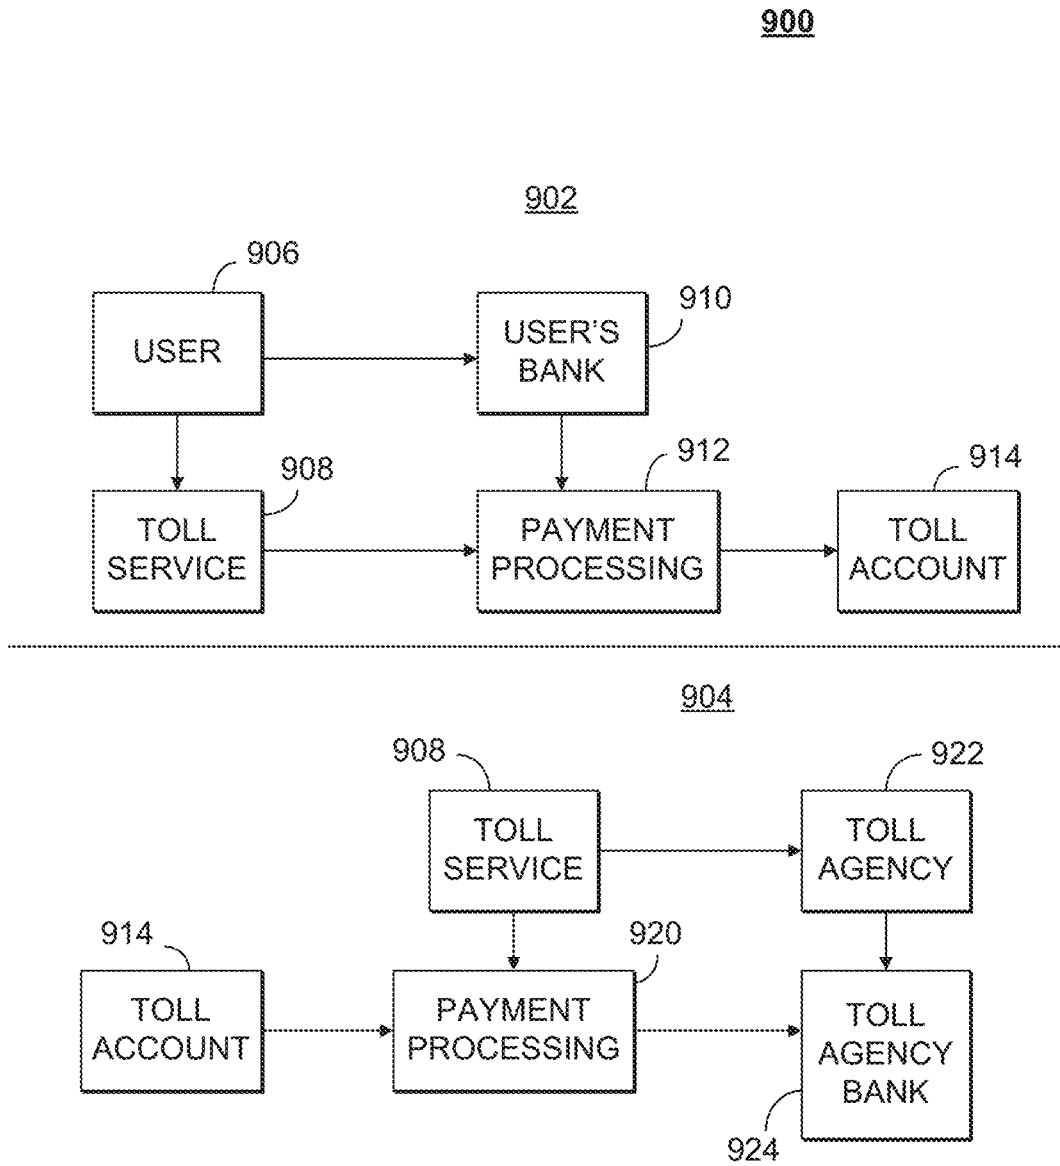 900
902
906
USER
910
USER'S
BANK
908
TOLL
SERVICE
912
PAYMENT
PROCESSING
914
TOLL
ACCOUNT
904
908
TOLL
SERVICE
922
TOLL
AGENCY
914
TOLL
ACCOUNT
920
PAYMENT
PROCESSING
TOLL
AGENCY
BANK
924